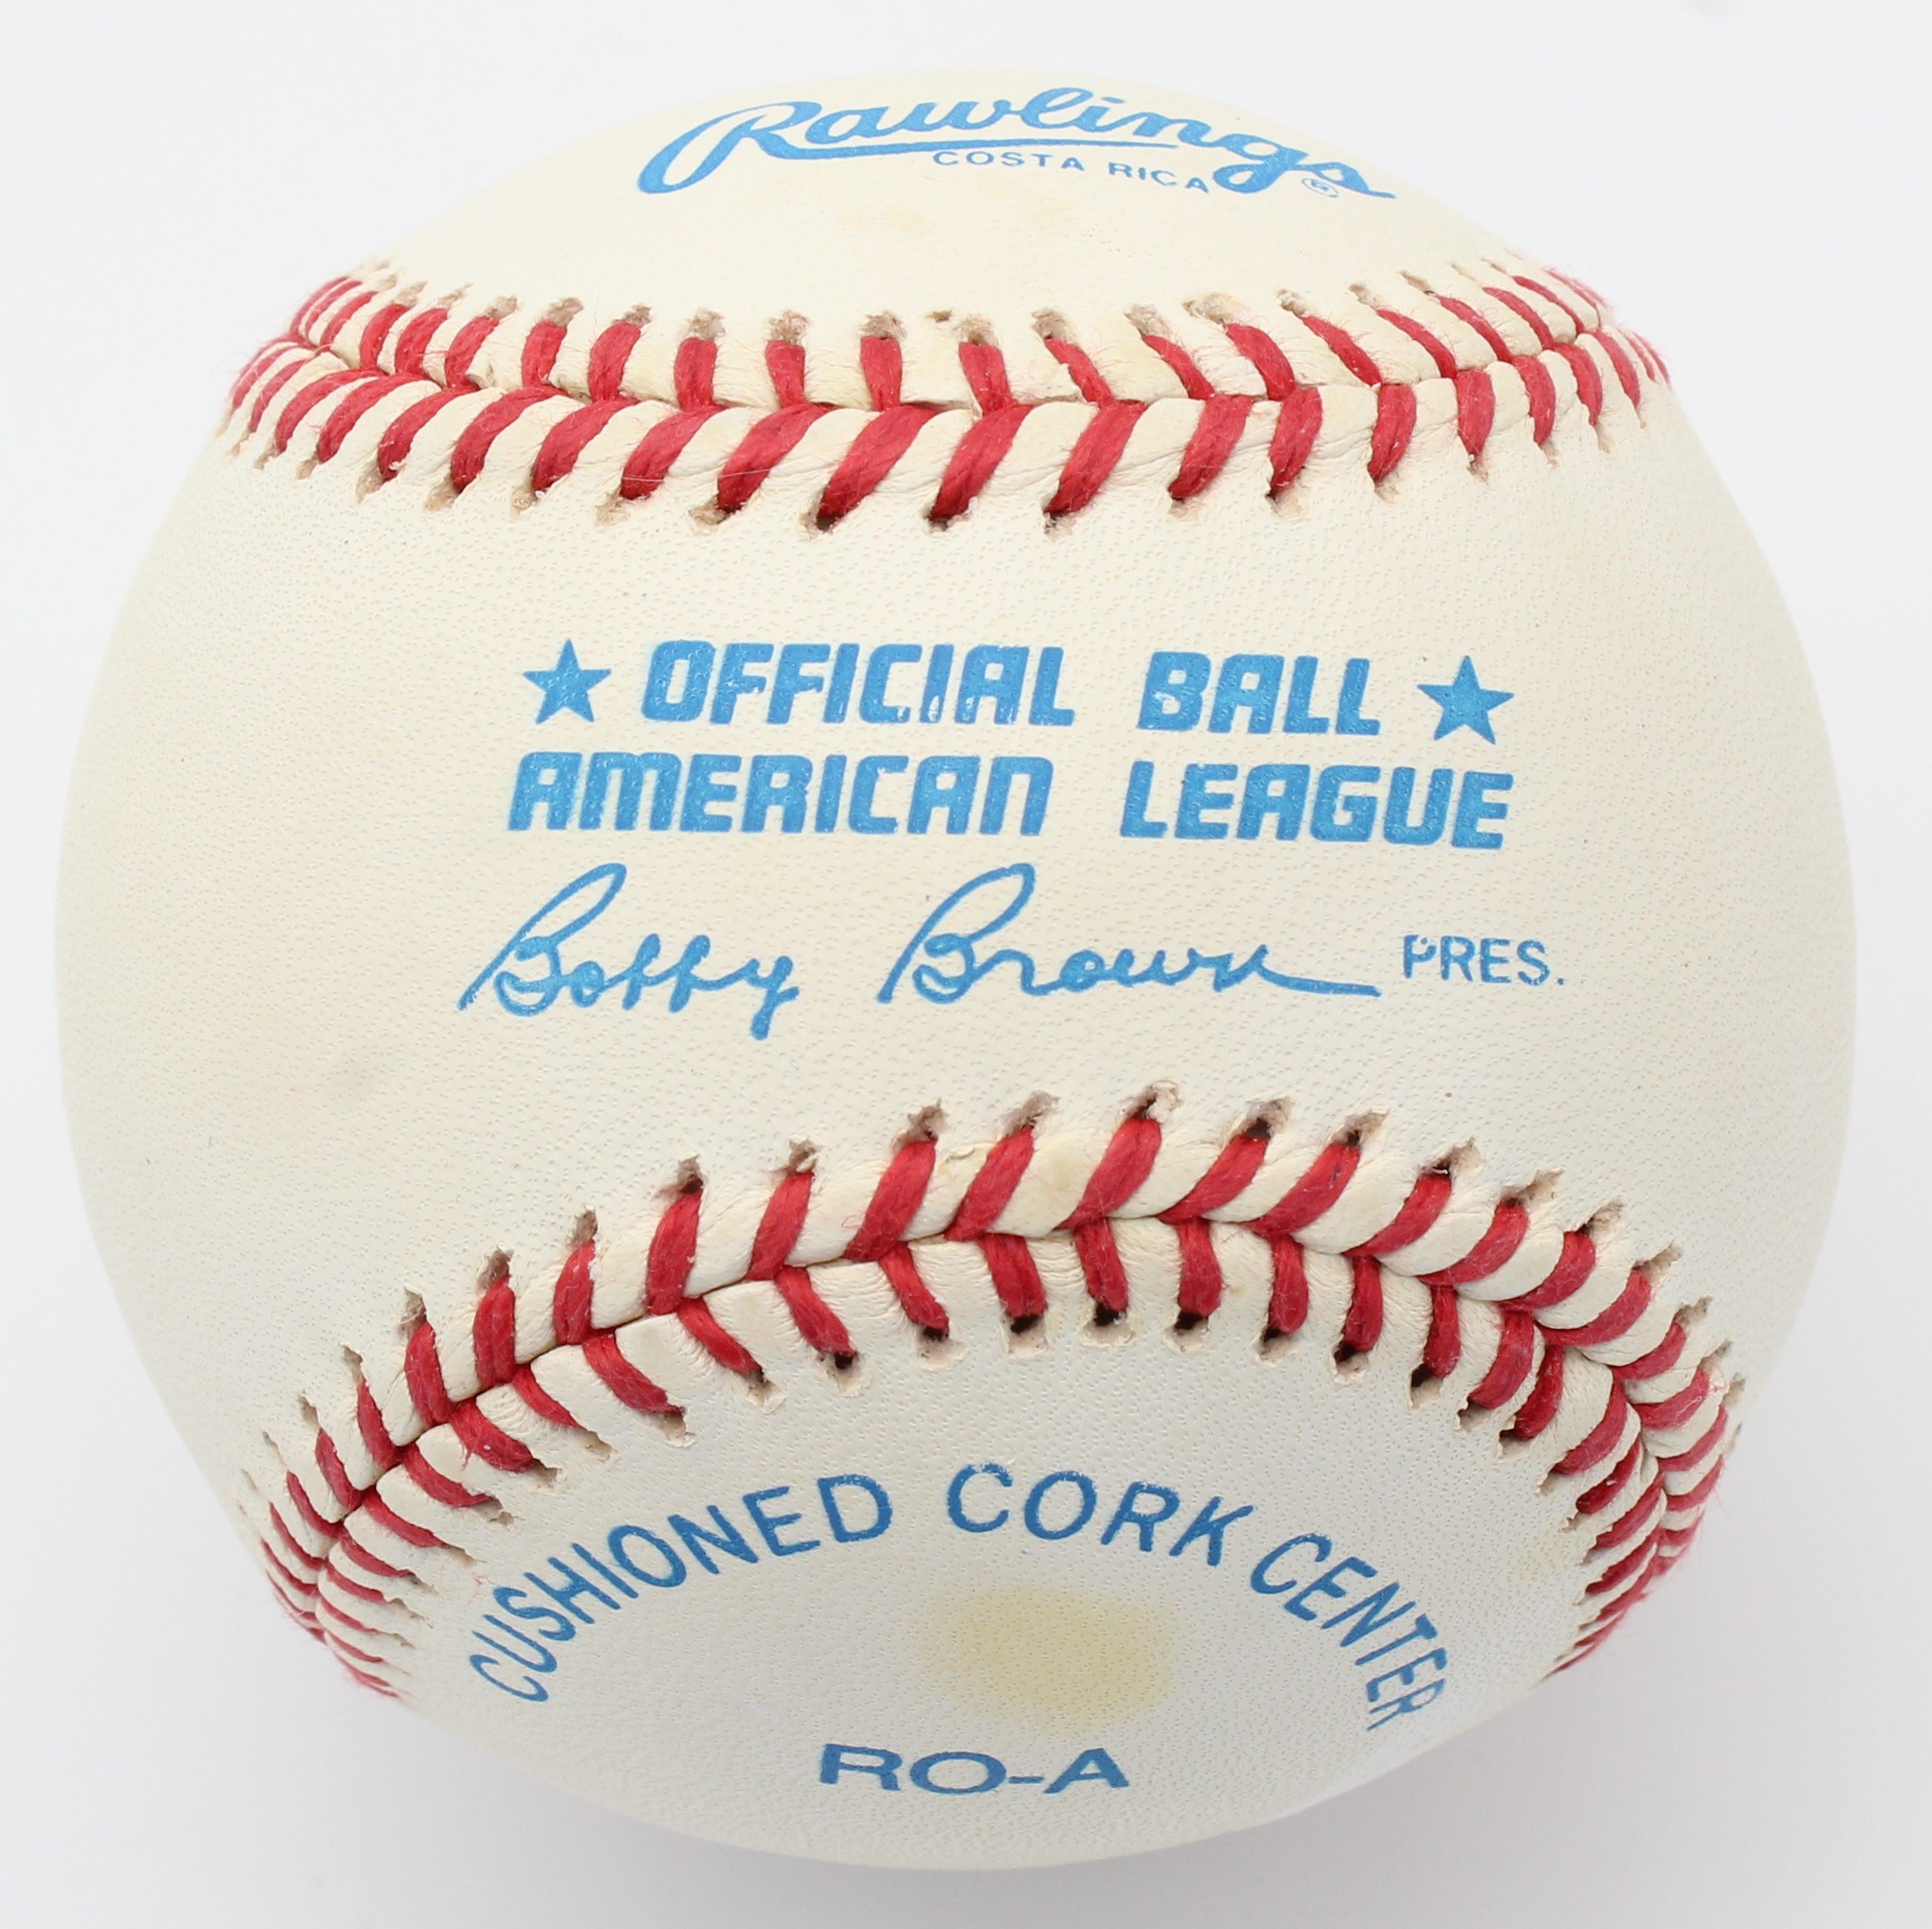 Rawlings
COSTA RICA ®
★ OFFICIAL BALL ★
AMERICAN LEAGUE
Bobby Brown PRES.
CUSHIONED CORK CENTER
RO-A